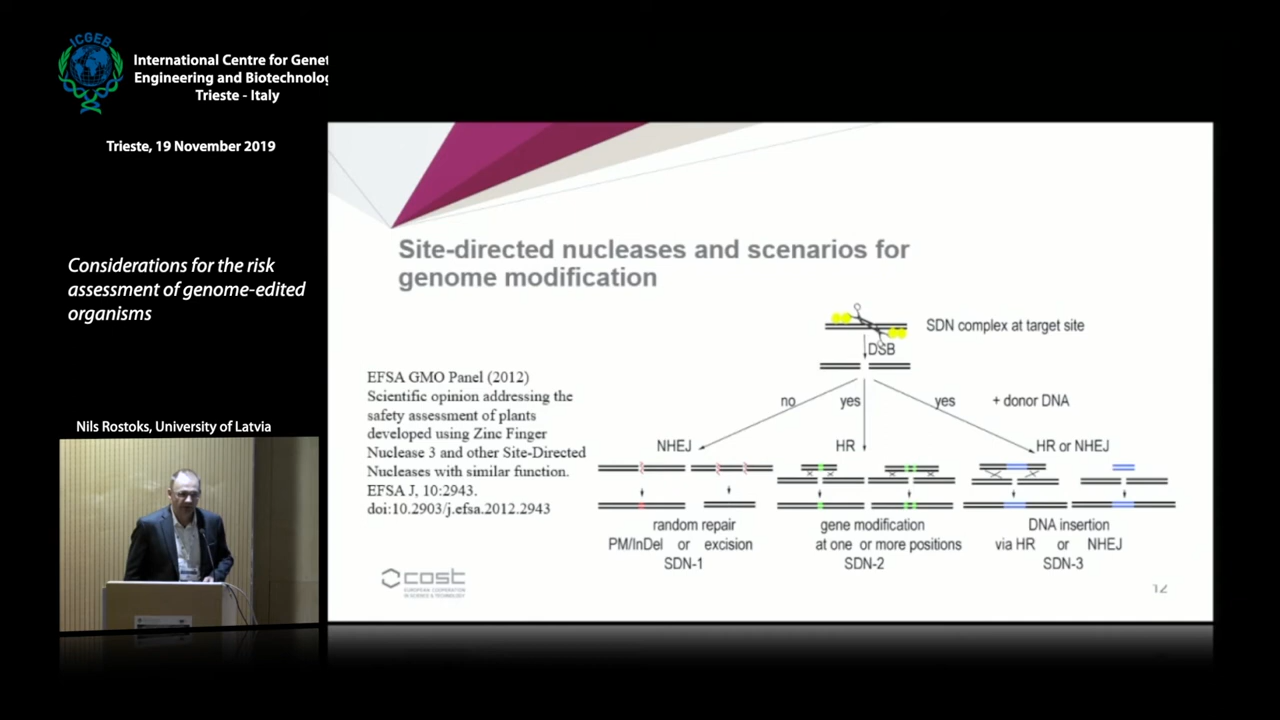 ICGEB
International Centre for Genet
Engineering and Biotechnolog
Trieste - Italy
Trieste, 19 November 2019
Considerations for the risk
assessment of genome-edited
organisms
Nils Rostoks, University of Latvia
Site-directed nucleases and scenarios for
genome modification
SDN complex at target site
DSB
EFSA GMO Panel (2012)
Scientific opinion addressing the
safety assessment of plants
developed using Zinc Finger
Nuclease 3 and other Site-Directed
Nucleases with similar function.
EFSA J, 10:2943.
doi:10.2903/j.efsa.2012.2943
no yes yes + donor DNA
NHEJ HR HR or NHEJ
random repair gene modification DNA insertion
PM/InDel or excision at one or more positions via HR or NHEJ
SDN-1 SDN-2 SDN-3
cost
EUROPEAN COOPERATION
IN SCIENCE & TECHNOLOGY
12